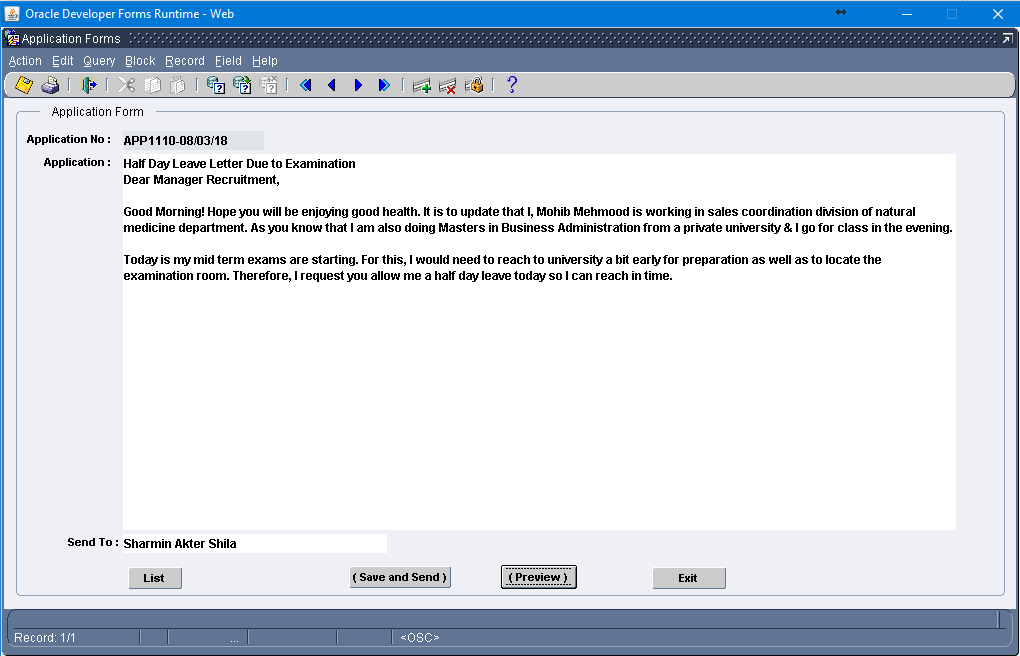 Oracle Developer Forms Runtime - Web
Application Forms
Action Edit Query Block Record Field Help
Application Form
Application No : APP1110-08/03/18
Application : Half Day Leave Letter Due to Examination
Dear Manager Recruitment,
Good Morning! Hope you will be enjoying good health. It is to update that I, Mohib Mehmood is working in sales coordination division of natural
medicine department. As you know that I am also doing Masters in Business Administration from a private university & I go for class in the evening.
Today is my mid term exams are starting. For this, I would need to reach to university a bit early for preparation as well as to locate the
examination room. Therefore, I request you allow me a half day leave today so I can reach in time.
Send To : Sharmin Akter Shila
List ( Save and Send ) ( Preview ) Exit
Record: 1/1 ... <OSC>